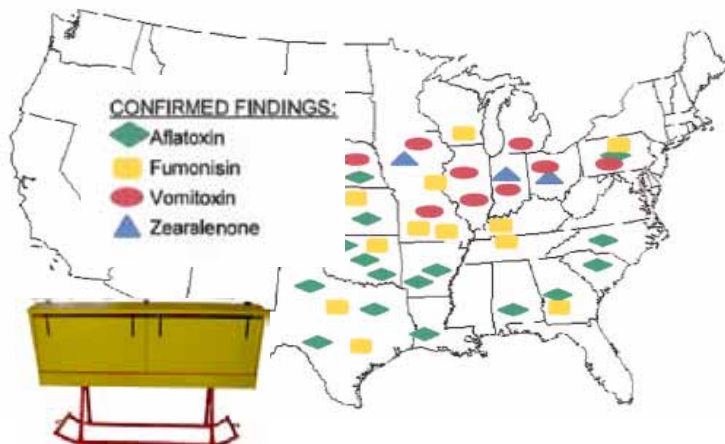 CONFIRMED FINDINGS:
Aflatoxin
Fumonisin
Vomitoxin
Zearalenone